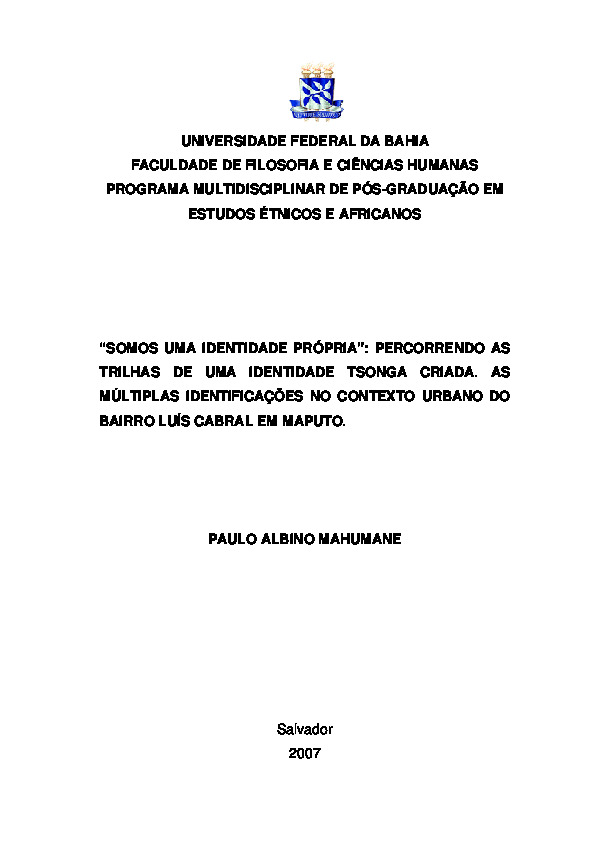 UNIVERSIDADE FEDERAL DA BAHIA
FACULDADE DE FILOSOFIA E CIÊNCIAS HUMANAS
PROGRAMA MULTIDISCIPLINAR DE PÓS-GRADUAÇÃO EM
ESTUDOS ÉTNICOS E AFRICANOS
“SOMOS UMA IDENTIDADE PRÓPRIA”: PERCORRENDO AS
TRILHAS DE UMA IDENTIDADE TSONGA CRIADA. AS
MÚLTIPLAS IDENTIFICAÇÕES NO CONTEXTO URBANO DO
BAIRRO LUÍS CABRAL EM MAPUTO.
PAULO ALBINO MAHUMANE
Salvador
2007